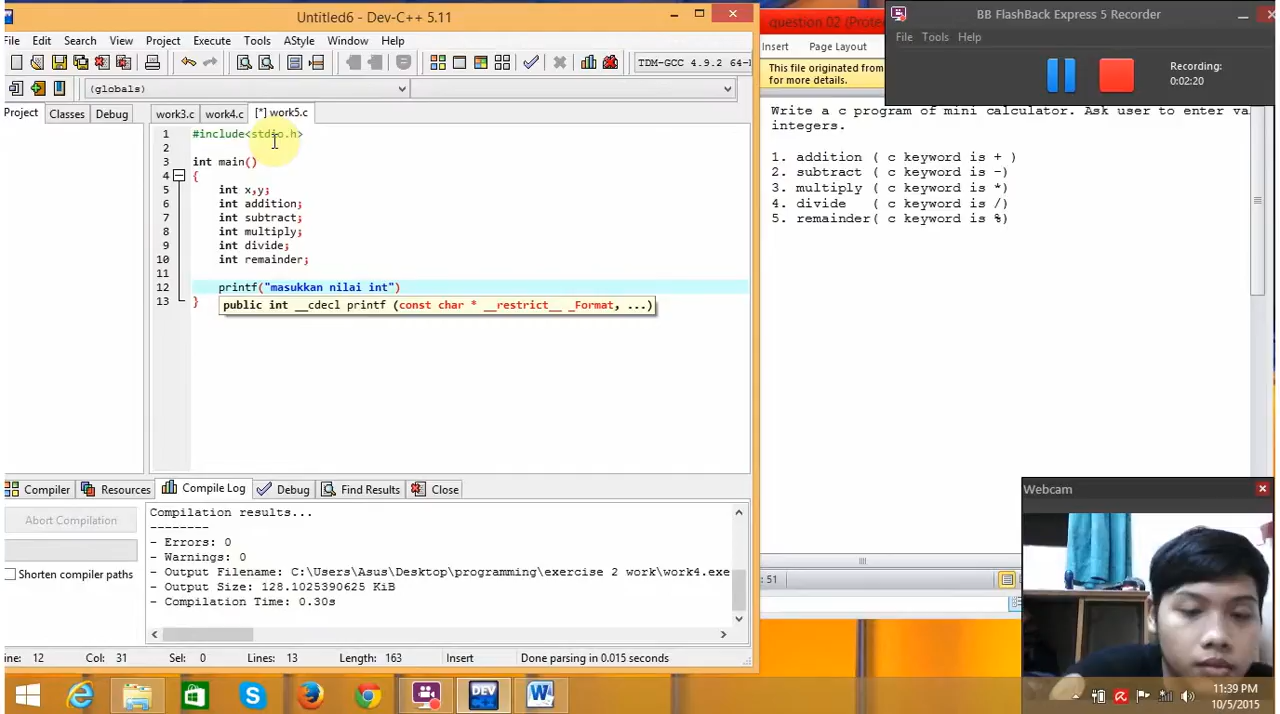 Untitled6 - Dev-C++ 5.11
File Edit Search View Project Execute Tools AStyle Window Help
TDM-GCC 4.9.2 64-
(globals)
Project Classes Debug
work3.c work4.c [*] work5.c
1 #include<stdio.h>
2
3 int main()
4 {
5 int x,y;
6 int addition;
7 int subtract;
8 int multiply;
9 int divide;
10 int remainder;
11
12 printf("masukkan nilai int")
13 }
public int __cdecl printf (const char * __restrict__ _Format, ...)
Compiler Resources Compile Log Debug Find Results Close
Abort Compilation
Shorten compiler paths
Compilation results...
--------
- Errors: 0
- Warnings: 0
- Output Filename: C:\Users\Asus\Desktop\programming\exercise 2 work\work4.exe
- Output Size: 128.1025390625 KiB
- Compilation Time: 0.30s
ine: 12 Col: 31 Sel: 0 Lines: 13 Length: 163 Insert Done parsing in 0.015 seconds
question 02 (Protec
Insert Page Layout
This file originated from
for more details.
BB FlashBack Express 5 Recorder
File Tools Help
Recording:
0:02:20
Write a c program of mini calculator. Ask user to enter va
integers.
1. addition ( c keyword is + )
2. subtract ( c keyword is -)
3. multiply ( c keyword is *)
4. divide ( c keyword is /)
5. remainder( c keyword is %)
: 51
Webcam
DEV
11:39 PM
10/5/2015